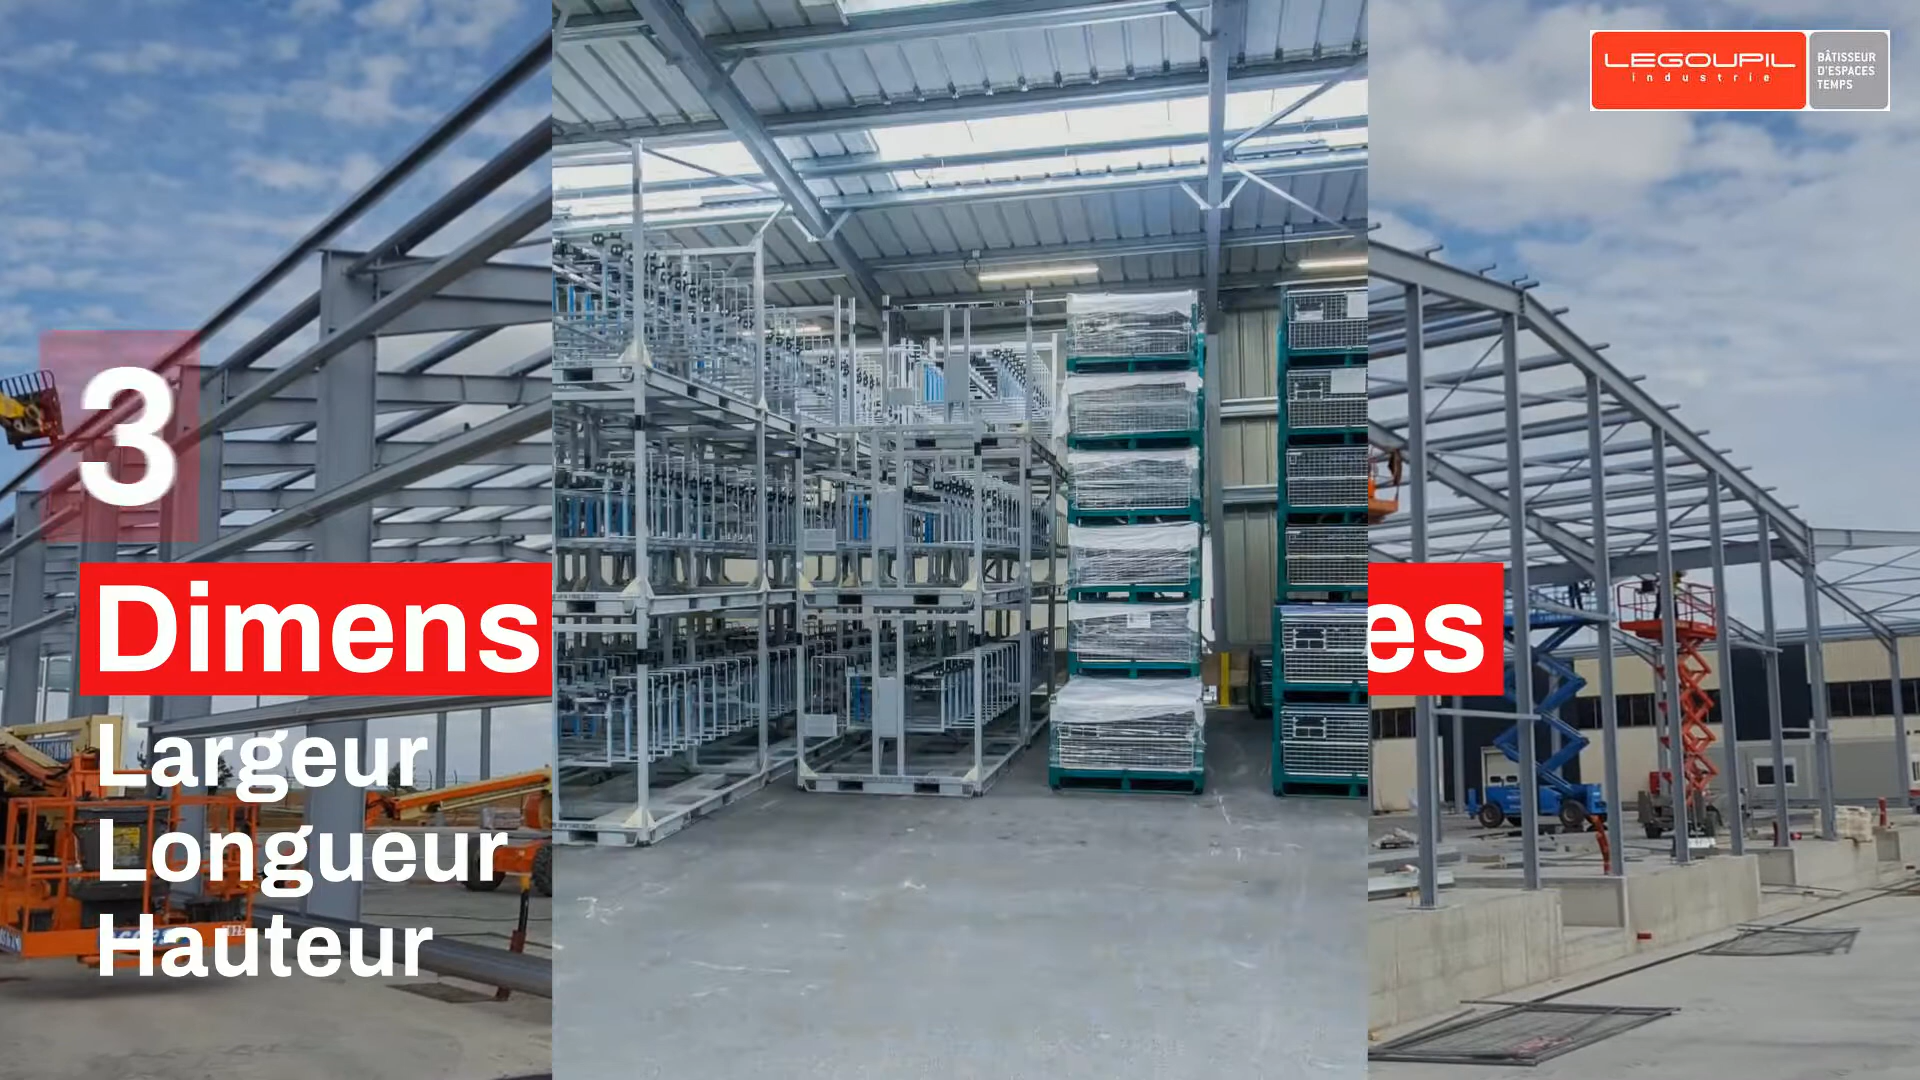 LEGOUPIL
industrie
BÂTISSEUR
D'ESPACES
TEMPS
3
Dimens
es
Largeur
Longueur
Hauteur